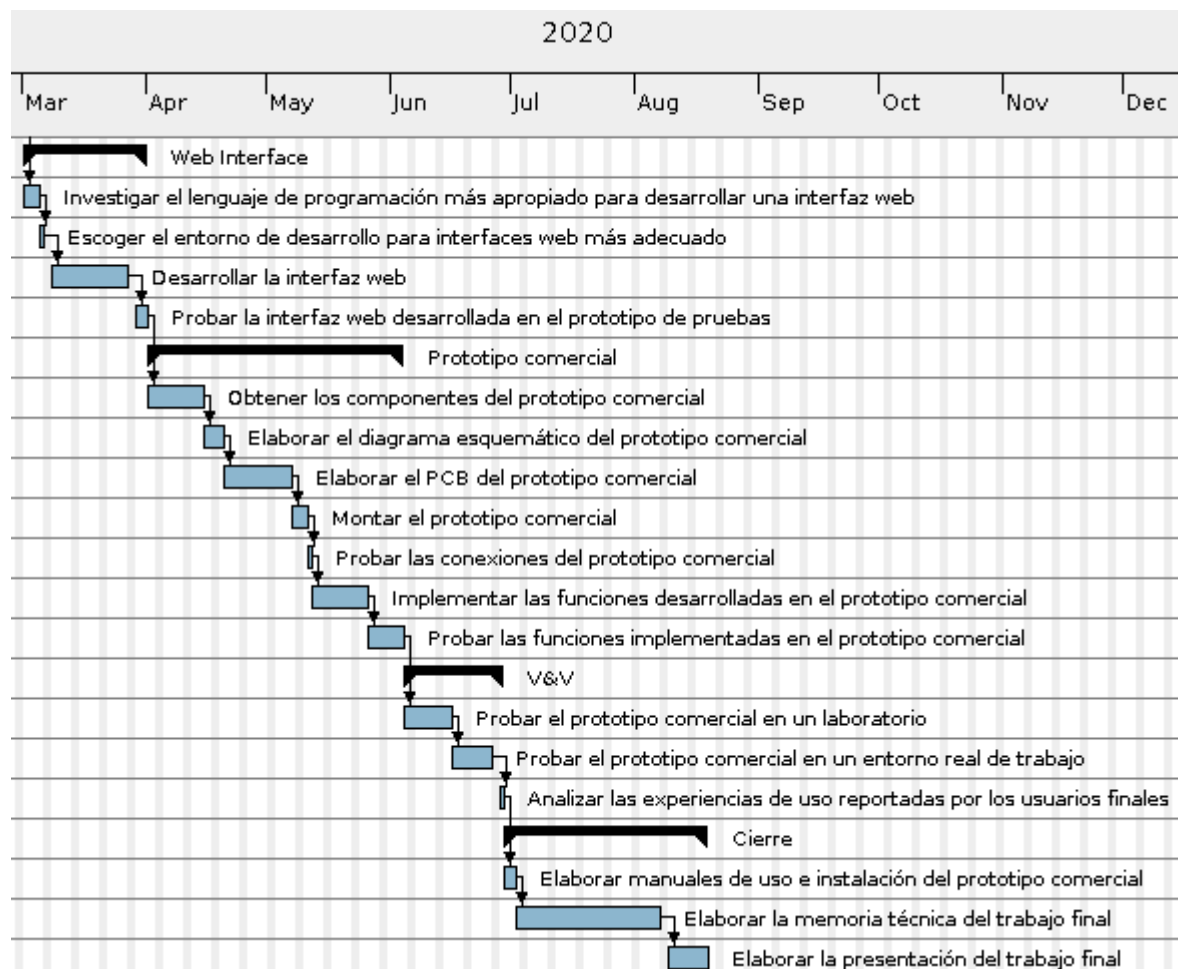 2020
Mar Apr May Jun Jul Aug Sep Oct Nov Dec
Web Interface
Investigar el lenguaje de programación más apropiado para desarrollar una interfaz web
Escoger el entorno de desarrollo para interfaces web más adecuado
Desarrollar la interfaz web
Probar la interfaz web desarrollada en el prototipo de pruebas
Prototipo comercial
Obtener los componentes del prototipo comercial
Elaborar el diagrama esquemático del prototipo comercial
Elaborar el PCB del prototipo comercial
Montar el prototipo comercial
Probar las conexiones del prototipo comercial
Implementar las funciones desarrolladas en el prototipo comercial
Probar las funciones implementadas en el prototipo comercial
V&V
Probar el prototipo comercial en un laboratorio
Probar el prototipo comercial en un entorno real de trabajo
Analizar las experiencias de uso reportadas por los usuarios finales
Cierre
Elaborar manuales de uso e instalación del prototipo comercial
Elaborar la memoria técnica del trabajo final
Elaborar la presentación del trabajo final